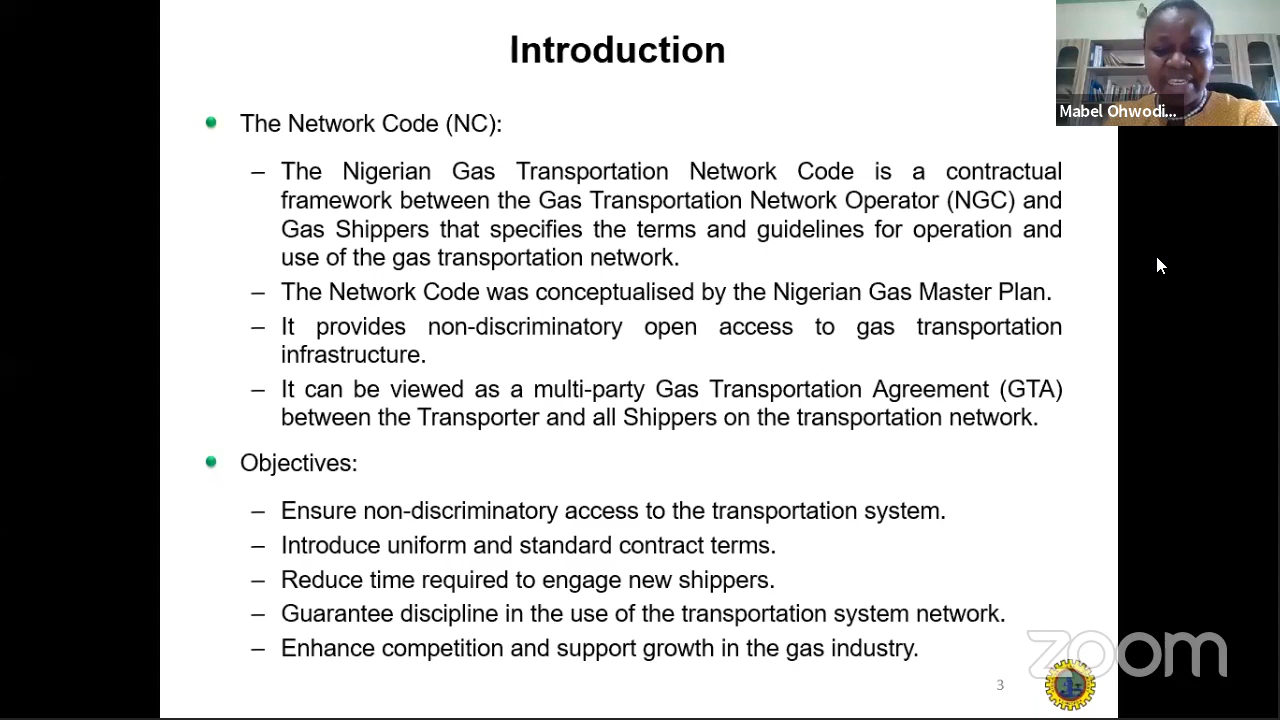 Introduction
Mabel Ohwodi...
The Network Code (NC):
– The Nigerian Gas Transportation Network Code is a contractual
framework between the Gas Transportation Network Operator (NGC) and
Gas Shippers that specifies the terms and guidelines for operation and
use of the gas transportation network.
– The Network Code was conceptualised by the Nigerian Gas Master Plan.
– It provides non-discriminatory open access to gas transportation
infrastructure.
– It can be viewed as a multi-party Gas Transportation Agreement (GTA)
between the Transporter and all Shippers on the transportation network.
Objectives:
– Ensure non-discriminatory access to the transportation system.
– Introduce uniform and standard contract terms.
– Reduce time required to engage new shippers.
– Guarantee discipline in the use of the transportation system network.
– Enhance competition and support growth in the gas industry.
zoom
3